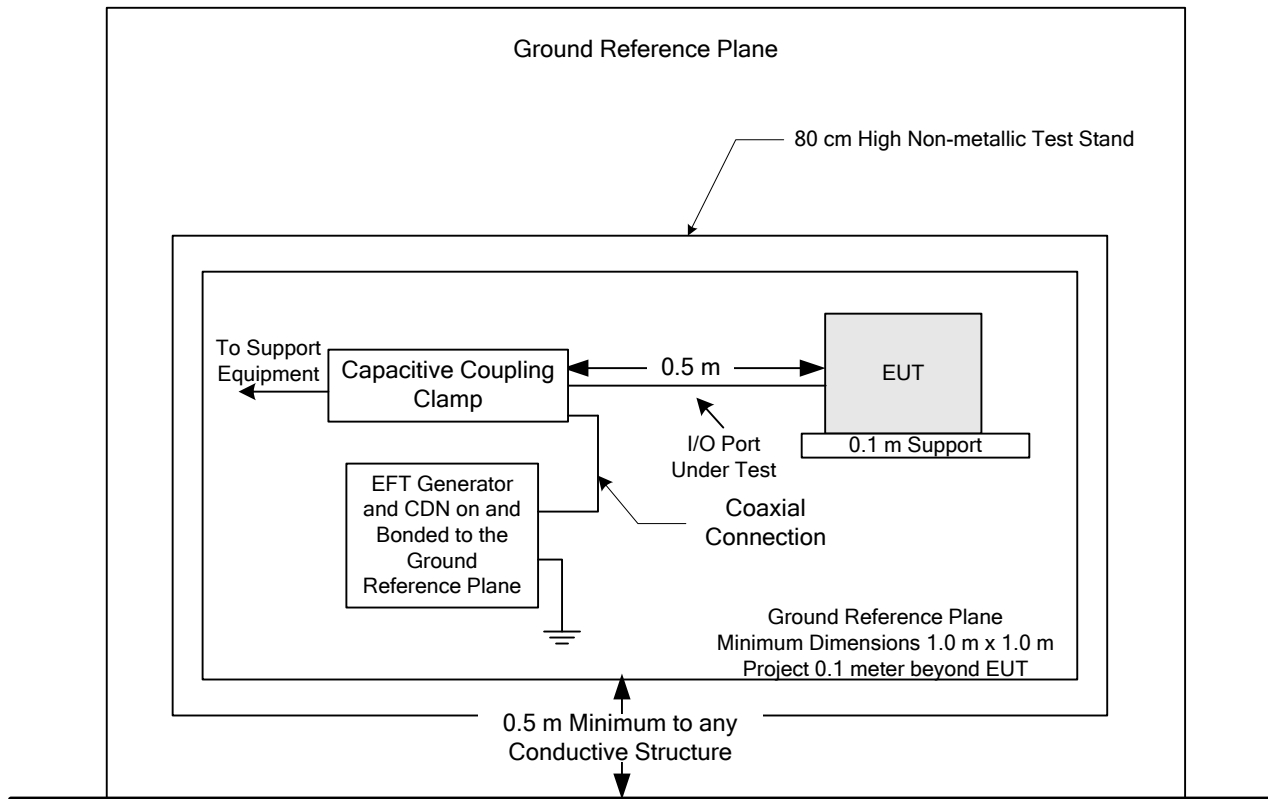 Ground Reference Plane
80 cm High Non-metallic Test Stand
To Support
Equipment
Capacitive Coupling
Clamp
0.5 m
EUT
I/O Port
Under Test
0.1 m Support
EFT Generator
and CDN on and
Bonded to the
Ground
Reference Plane
Coaxial
Connection
Ground Reference Plane
Minimum Dimensions 1.0 m x 1.0 m
Project 0.1 meter beyond EUT
0.5 m Minimum to any
Conductive Structure